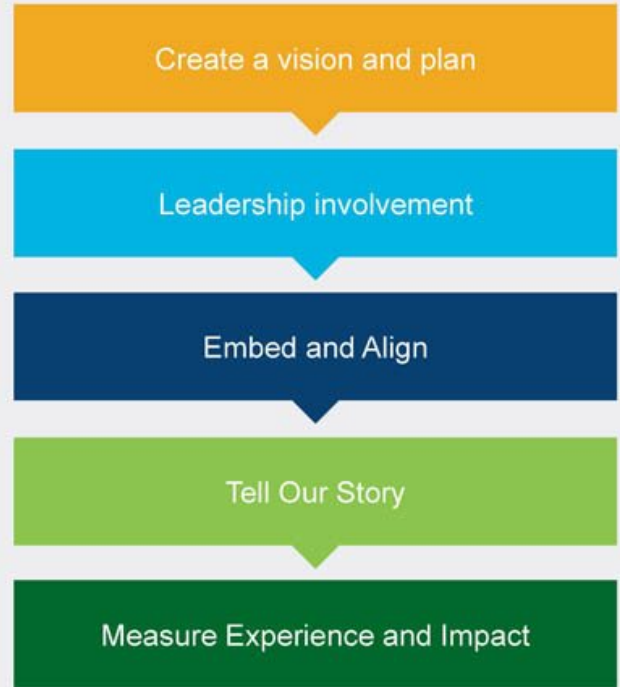 Create a vision and plan
Leadership involvement
Embed and Align
Tell Our Story
Measure Experience and Impact